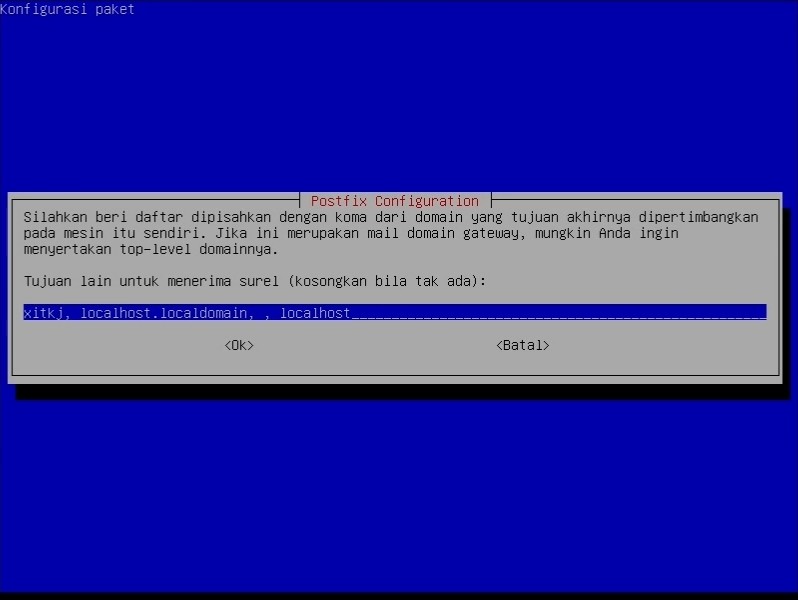 Konfigurasi paket
Postfix Configuration
Silahkan beri daftar dipisahkan dengan koma dari domain yang tujuan akhirnya dipertimbangkan
pada mesin itu sendiri. Jika ini merupakan mail domain gateway, mungkin Anda ingin
menyertakan top-level domainnya.
Tujuan lain untuk menerima surel (kosongkan bila tak ada):
xitkj, localhost.localdomain, , localhost
<Ok> <Batal>